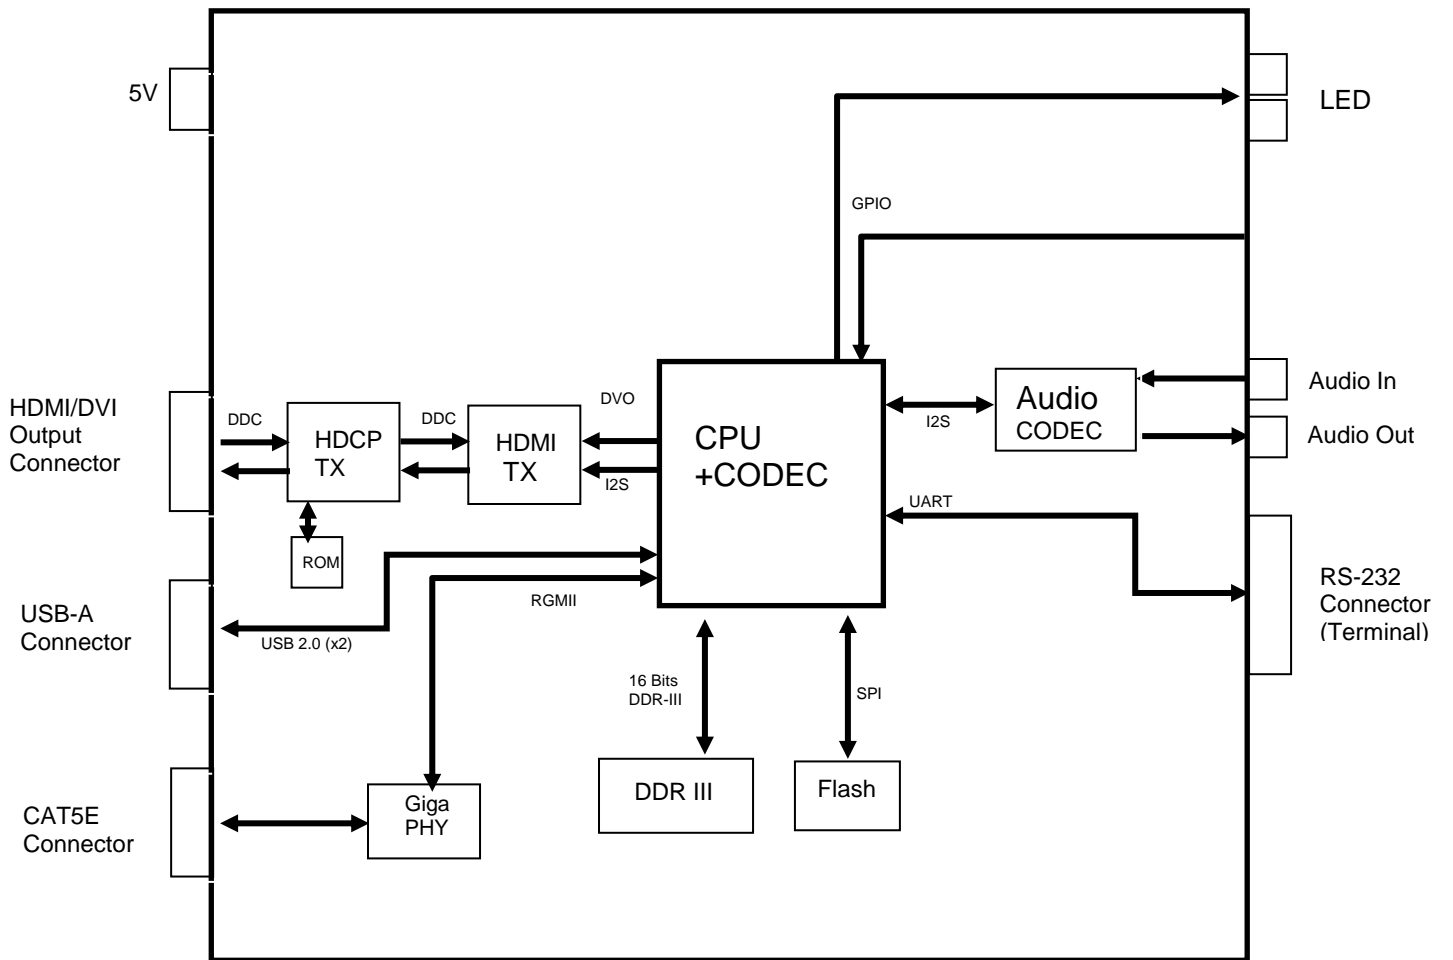 5V
LED
GPIO
HDMI/DVI
Output
Connector
DDC
HDCP
TX
DDC
HDMI
TX
DVO
I2S
CPU
+CODEC
I2S
Audio
CODEC
Audio In
Audio Out
UART
ROM
RGMII
USB-A
Connector
USB 2.0 (x2)
RS-232
Connector
(Terminal)
16 Bits
DDR-III
SPI
DDR III
Flash
Giga
PHY
CAT5E
Connector